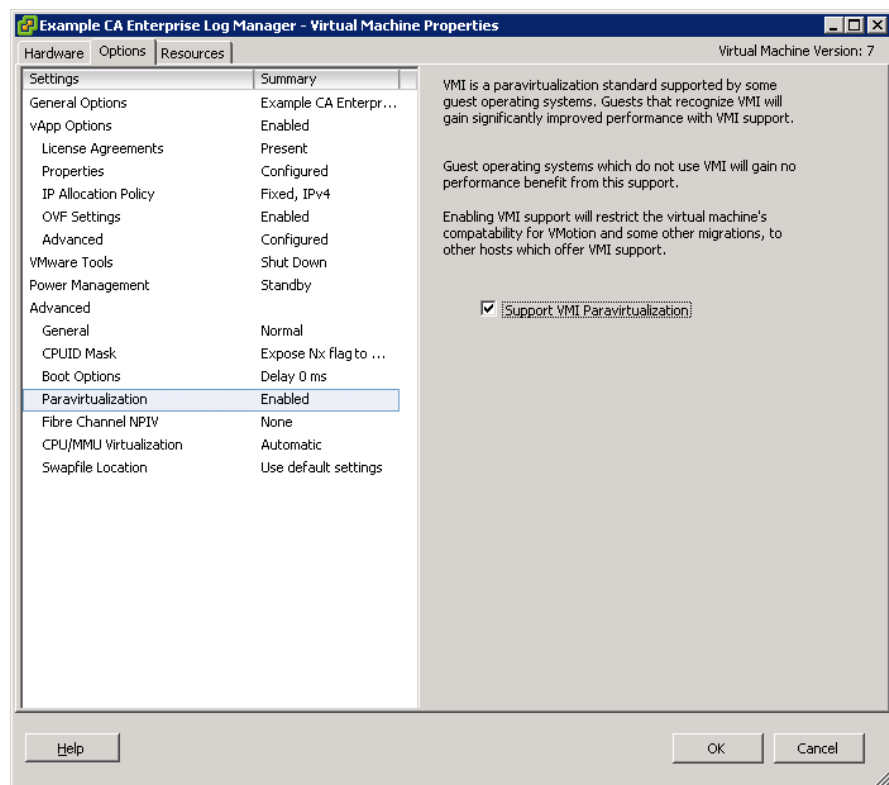 Example CA Enterprise Log Manager - Virtual Machine Properties
Hardware Options Resources Virtual Machine Version: 7
Settings Summary
General Options Example CA Enterpr...
vApp Options Enabled
License Agreements Present
Properties Configured
IP Allocation Policy Fixed, IPv4
OVF Settings Enabled
Advanced Configured
VMware Tools Shut Down
Power Management Standby
Advanced
General Normal
CPUID Mask Expose Nx flag to ...
Boot Options Delay 0 ms
Paravirtualization Enabled
Fibre Channel NPIV None
CPU/MMU Virtualization Automatic
Swapfile Location Use default settings
VMI is a paravirtualization standard supported by some
guest operating systems. Guests that recognize VMI will
gain significantly improved performance with VMI support.
Guest operating systems which do not use VMI will gain no
performance benefit from this support.
Enabling VMI support will restrict the virtual machine's
compatability for VMotion and some other migrations, to
other hosts which offer VMI support.
Support VMI Paravirtualization
Help OK Cancel